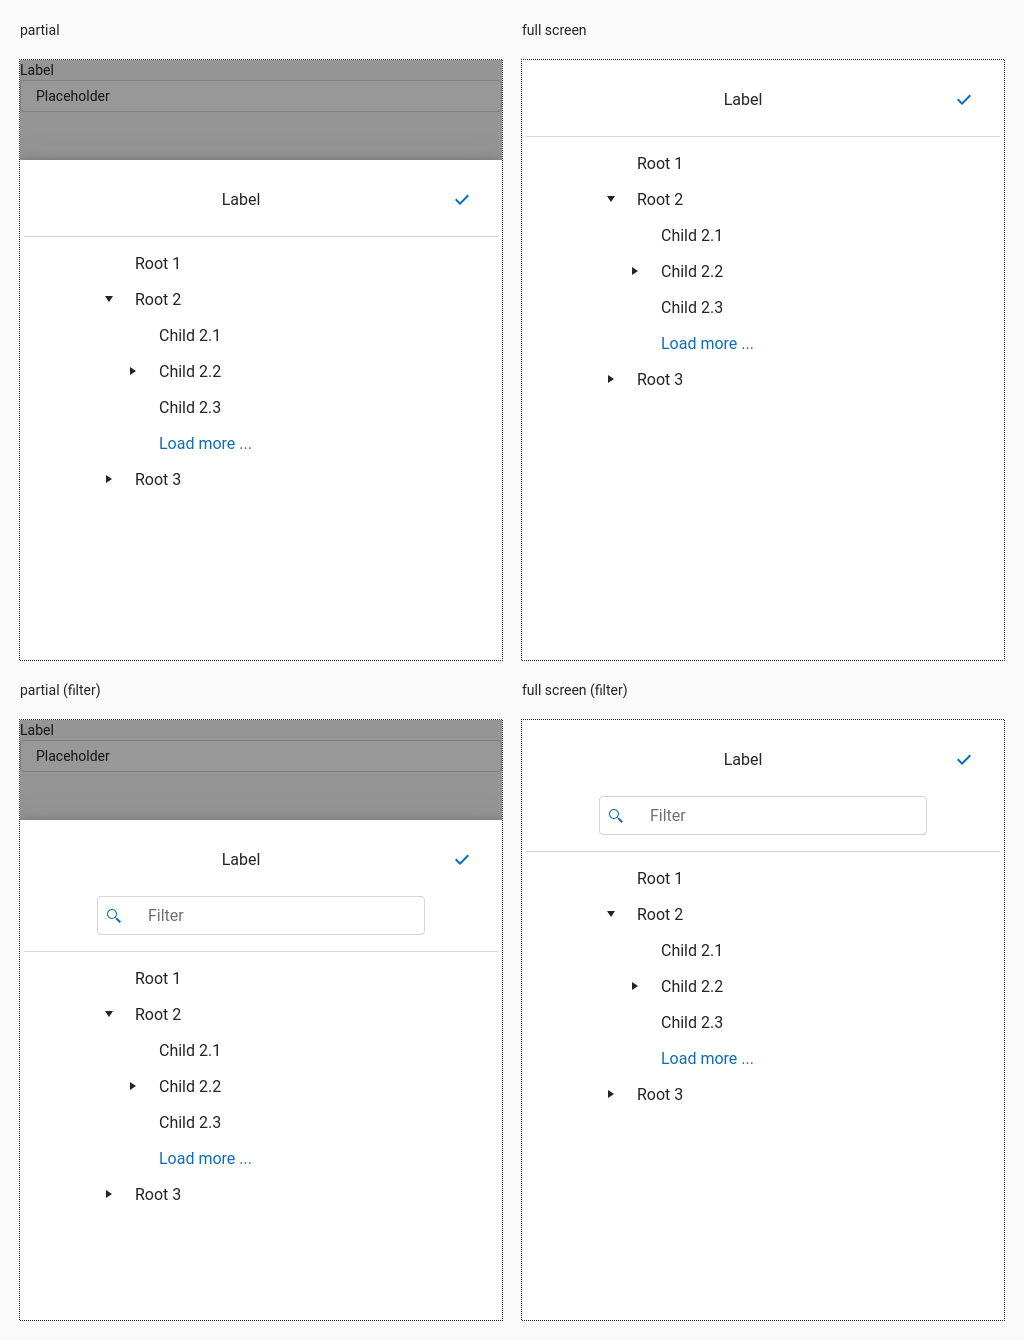 partial
Label
Placeholder
Label
Root 1
Root 2
Child 2.1
Child 2.2
Child 2.3
Load more ...
Root 3
full screen
Label
Root 1
Root 2
Child 2.1
Child 2.2
Child 2.3
Load more ...
Root 3
partial (filter)
Label
Placeholder
Label
Filter
Root 1
Root 2
Child 2.1
Child 2.2
Child 2.3
Load more ...
Root 3
full screen (filter)
Label
Filter
Root 1
Root 2
Child 2.1
Child 2.2
Child 2.3
Load more ...
Root 3